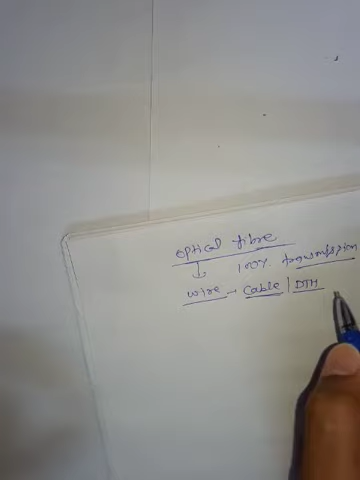 optical fibre
↓ 100% transmission
wire → cable | DTH